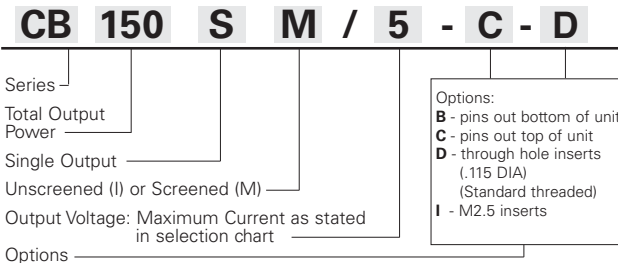 CB 150 S M / 5 - C - D
Series
Total Output
Power
Single Output
Unscreened (I) or Screened (M)
Output Voltage: Maximum Current as stated
in selection chart
Options
Options:
B - pins out bottom of unit
C - pins out top of unit
D - through hole inserts
(.115 DIA)
(Standard threaded)
I - M2.5 inserts